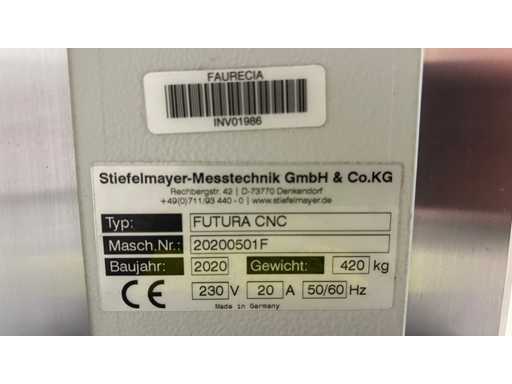 FAURECIA
INV01986
Stiefelmayer-Messtechnik GmbH & Co.KG
Rechbergstr. 42 | D-73770 Denkendorf
+49(0)711/93 440 - 0 | www.stiefelmayer.de
Typ: FUTURA CNC
Masch.Nr.: 20200501F
Baujahr: 2020 Gewicht: 420 kg
CE 230 V 20 A 50/60 Hz
Made in Germany